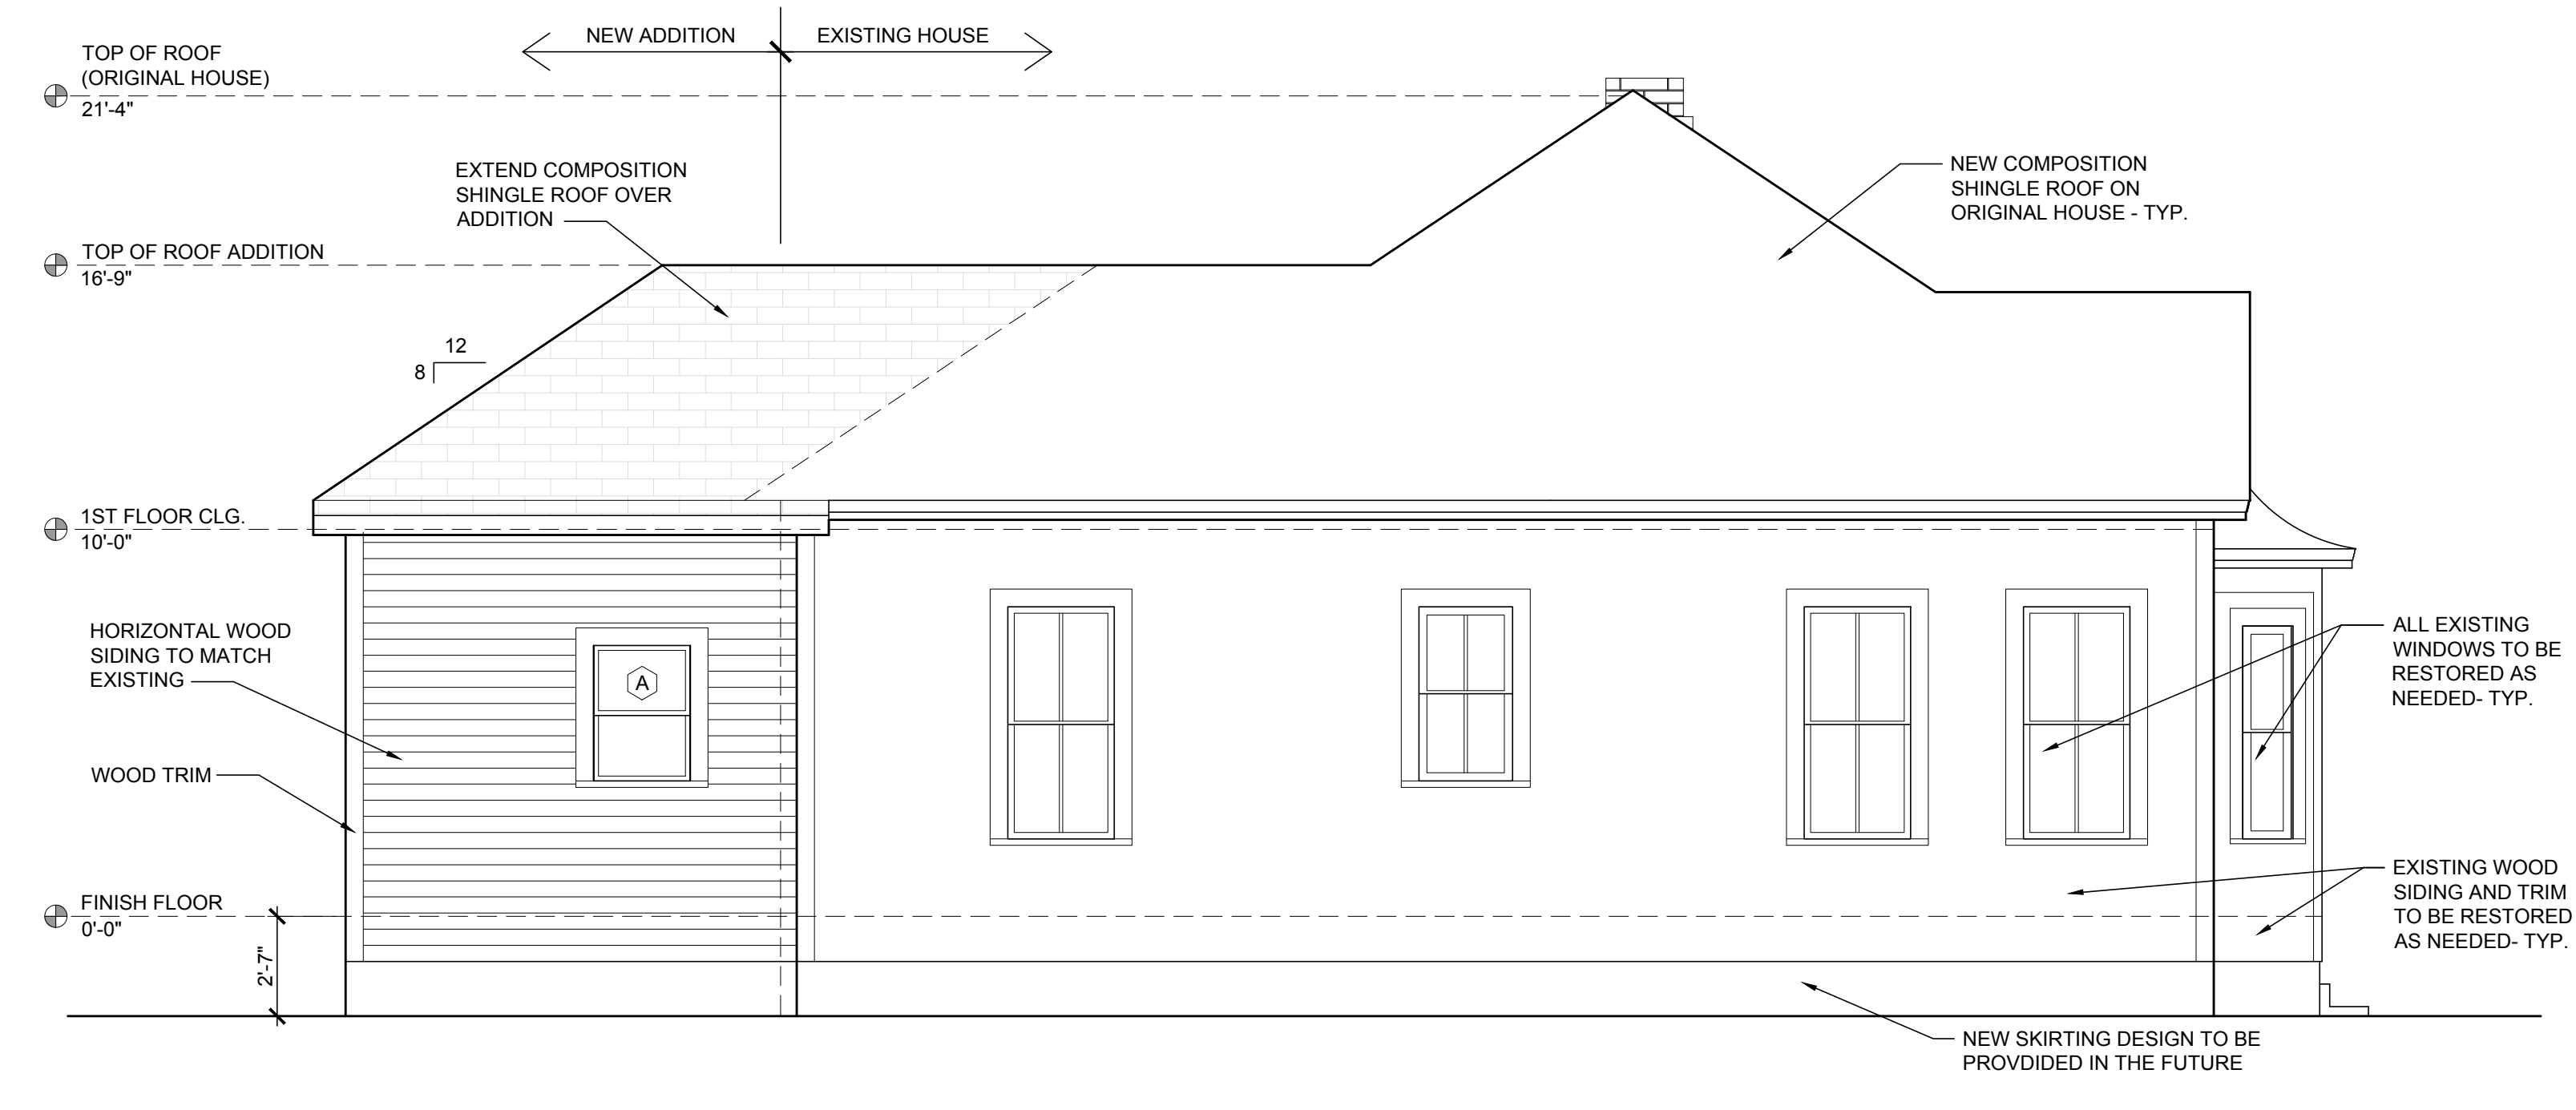 NEW ADDITION
EXISTING HOUSE
TOP OF ROOF
(ORIGINAL HOUSE)
21'-4"
EXTEND COMPOSITION
SHINGLE ROOF OVER
ADDITION
NEW COMPOSITION
SHINGLE ROOF ON
ORIGINAL HOUSE - TYP.
TOP OF ROOF ADDITION
16'-9"
12
8
1ST FLOOR CLG.
10'-0"
HORIZONTAL WOOD
SIDING TO MATCH
EXISTING
A
ALL EXISTING
WINDOWS TO BE
RESTORED AS
NEEDED- TYP.
WOOD TRIM
EXISTING WOOD
SIDING AND TRIM
TO BE RESTORED
AS NEEDED- TYP.
FINISH FLOOR
0'-0"
2'-7"
NEW SKIRTING DESIGN TO BE
PROVDIDED IN THE FUTURE